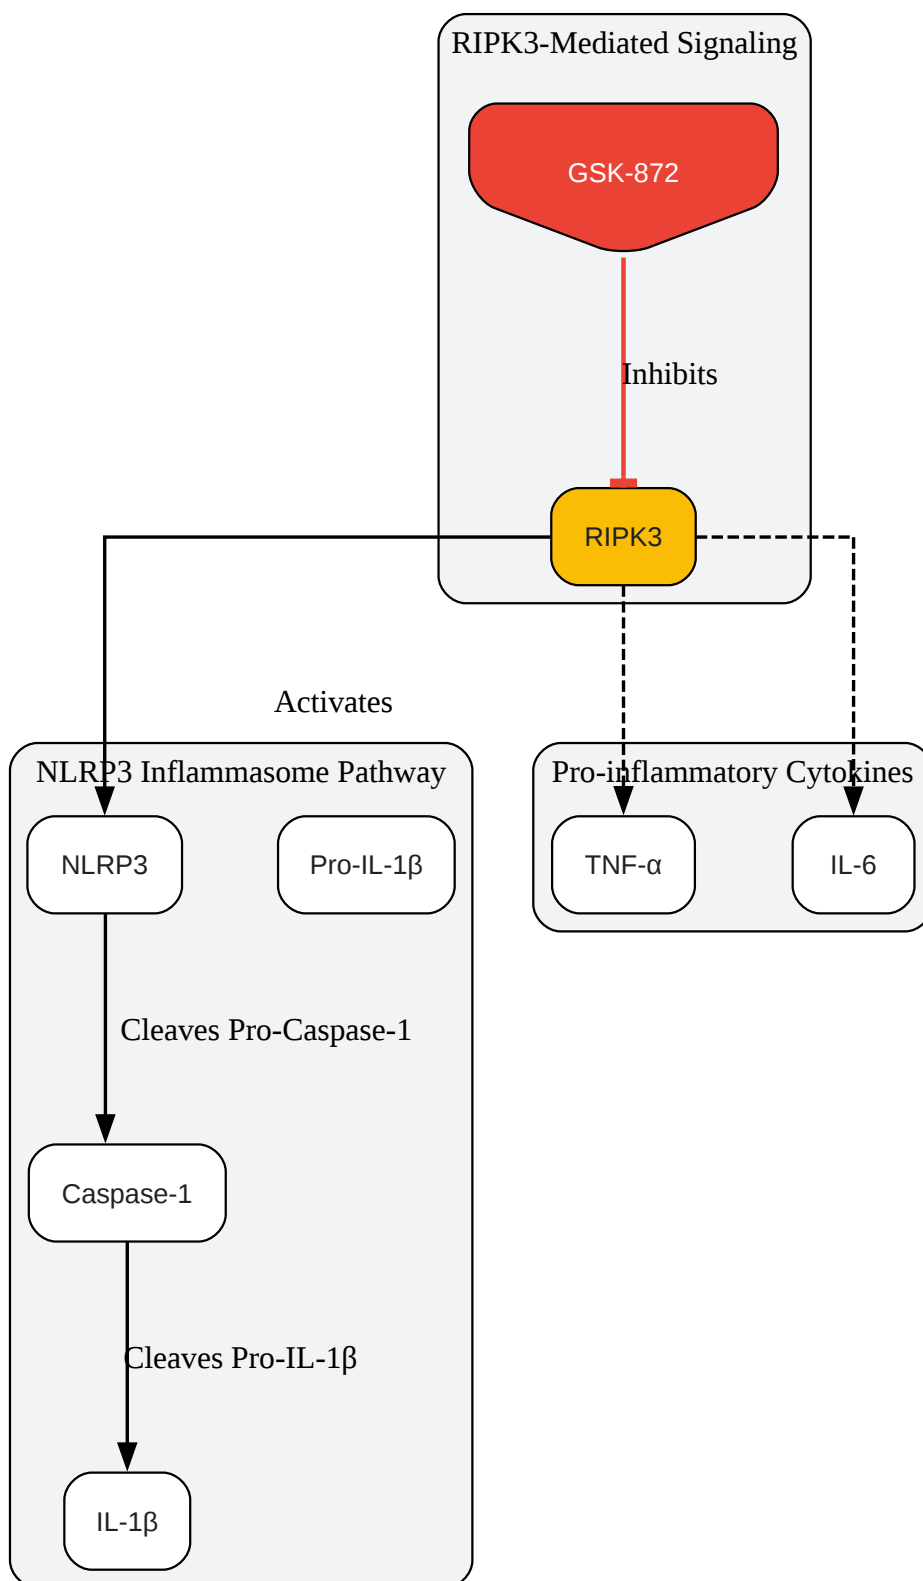 RIPK3-Mediated Signaling
GSK-872
Inhibits
RIPK3
Activates
NLRP3 Inflammasome Pathway
Pro-inflammatory Cytokines
NLRP3
Pro-IL-1β
TNF-α
IL-6
Cleaves Pro-Caspase-1
Caspase-1
Cleaves Pro-IL-1β
IL-1β